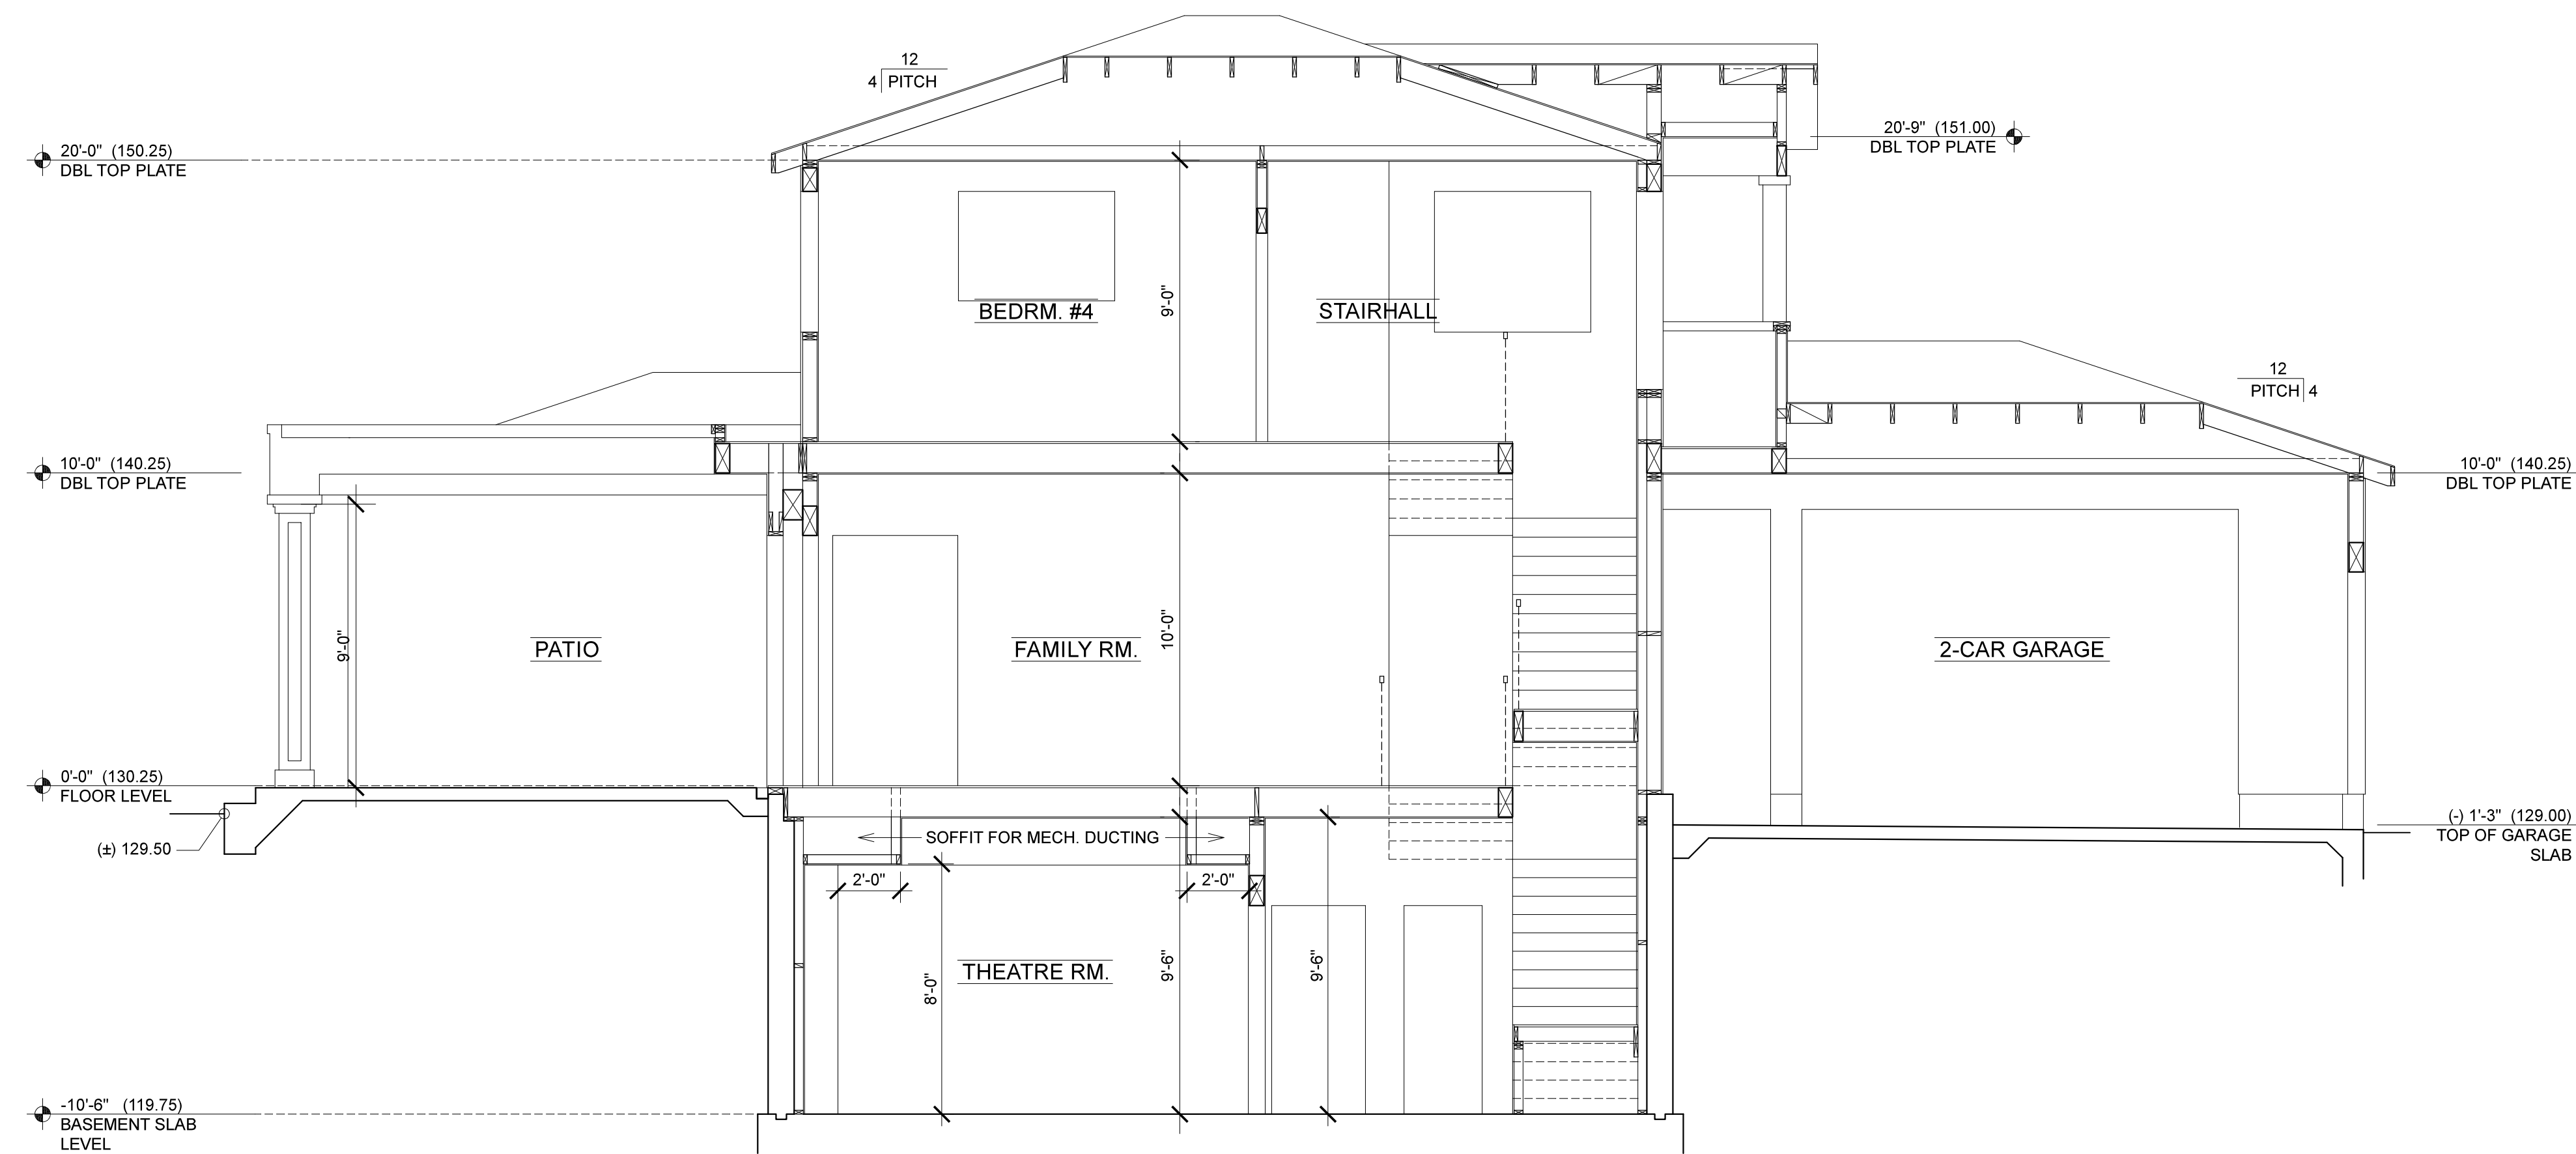 12
4 PITCH
20'-0" (150.25)
DBL TOP PLATE
20'-9" (151.00)
DBL TOP PLATE
BEDRM. #4
9'-0"
STAIRHALL
12
PITCH 4
10'-0" (140.25)
DBL TOP PLATE
10'-0" (140.25)
DBL TOP PLATE
9'-0"
PATIO
FAMILY RM.
10'-0"
2-CAR GARAGE
0'-0" (130.25)
FLOOR LEVEL
(±) 129.50
SOFFIT FOR MECH. DUCTING
(-) 1'-3" (129.00)
TOP OF GARAGE
SLAB
2'-0"
2'-0"
8'-0"
THEATRE RM.
9'-6"
9'-6"
-10'-6" (119.75)
BASEMENT SLAB
LEVEL